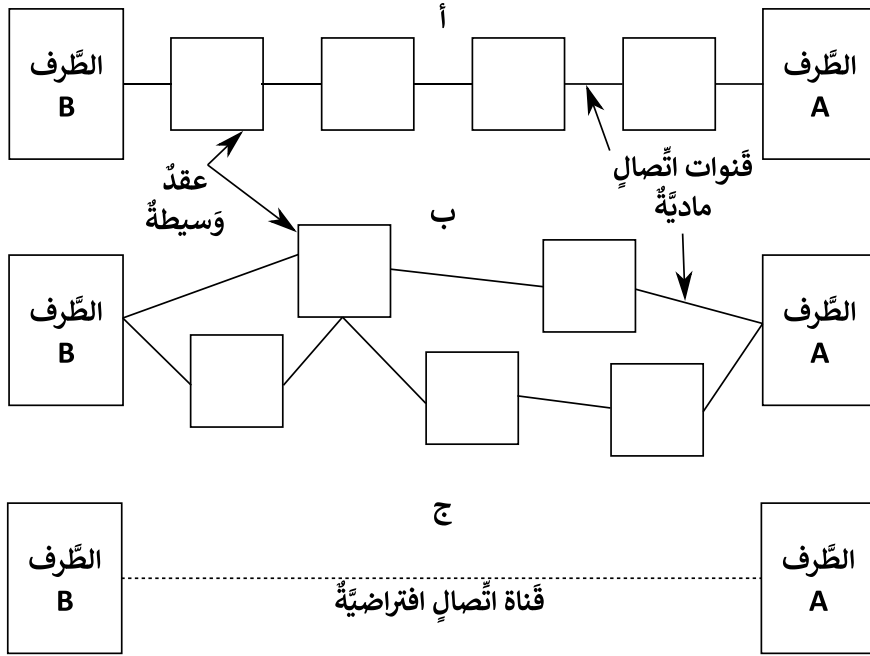 أ
الطَّرف
A
الطَّرف
B
قَنوات اتِّصالٍ
ماديَّةٌ
عقدٌ
وَسيطةٌ
ب
الطَّرف
A
الطَّرف
B
ج
الطَّرف
A
الطَّرف
B
قَناة اتِّصالٍ افتراضيَّةٌ